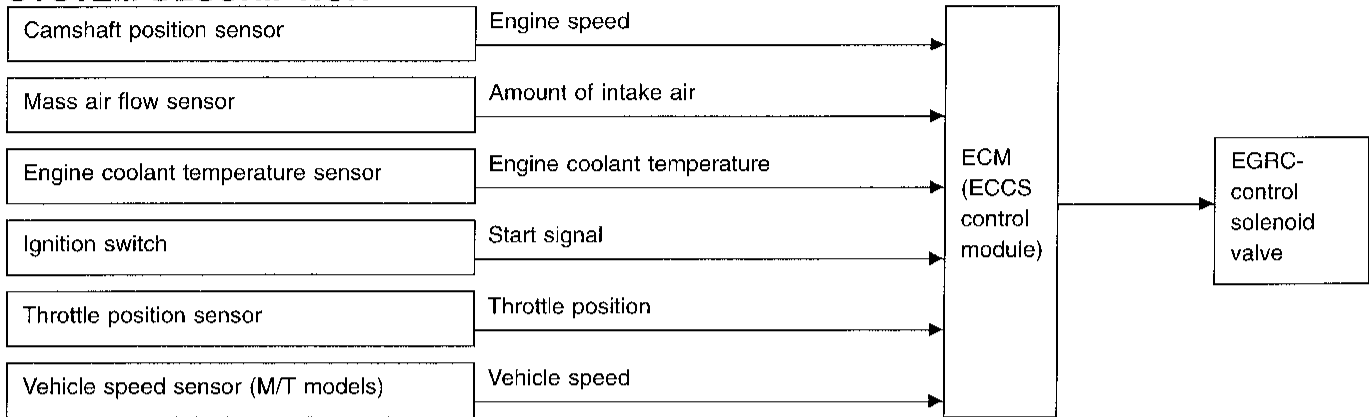 Camshaft position sensor
Engine speed
Mass air flow sensor
Amount of intake air
Engine coolant temperature sensor
Engine coolant temperature
Ignition switch
Start signal
Throttle position sensor
Throttle position
Vehicle speed sensor (M/T models)
Vehicle speed
ECM
(ECCS
control
module)
EGRC-
control
solenoid
valve